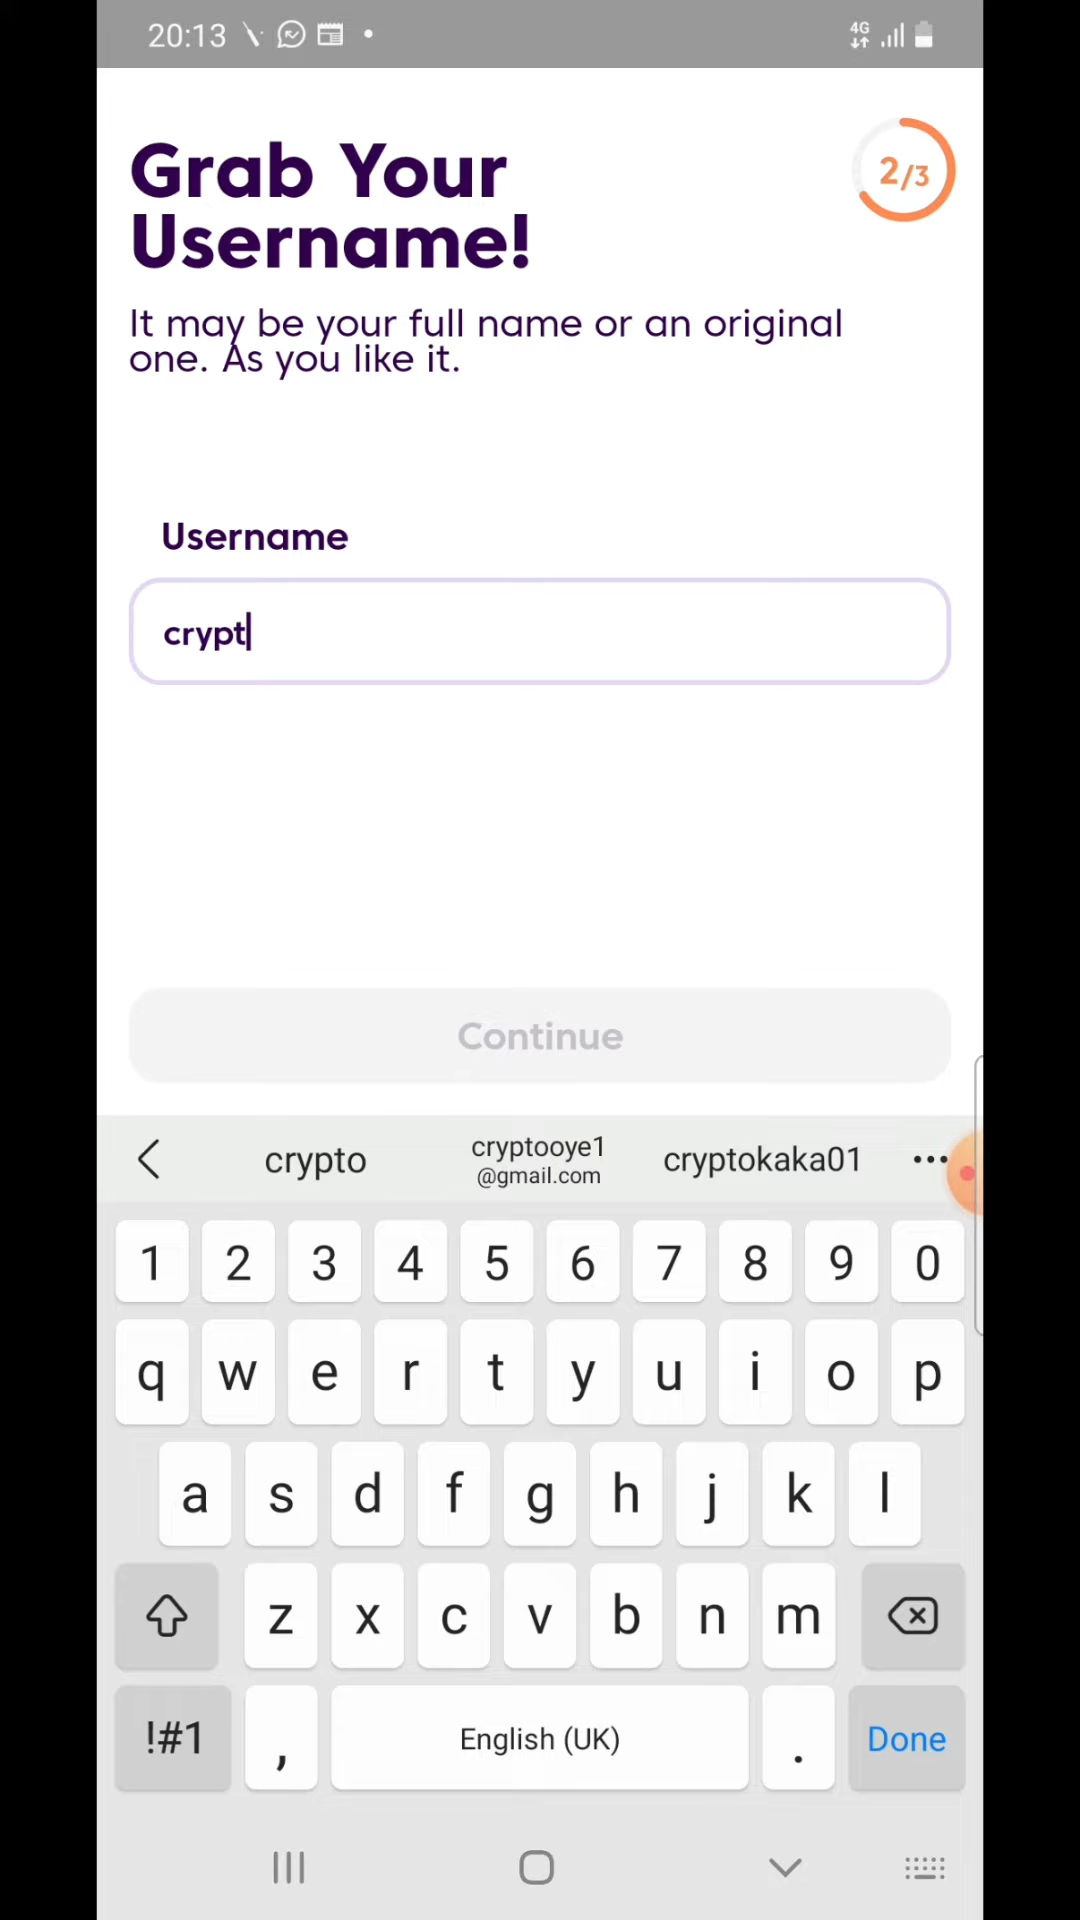 20:13
4G
Grab Your
Username!
2/3
It may be your full name or an original
one. As you like it.
Username
crypt
Continue
crypto
cryptooye1
@gmail.com
cryptokaka01
1 2 3 4 5 6 7 8 9 0
q w e r t y u i o p
a s d f g h j k l
z x c v b n m
!#1 , English (UK) . Done